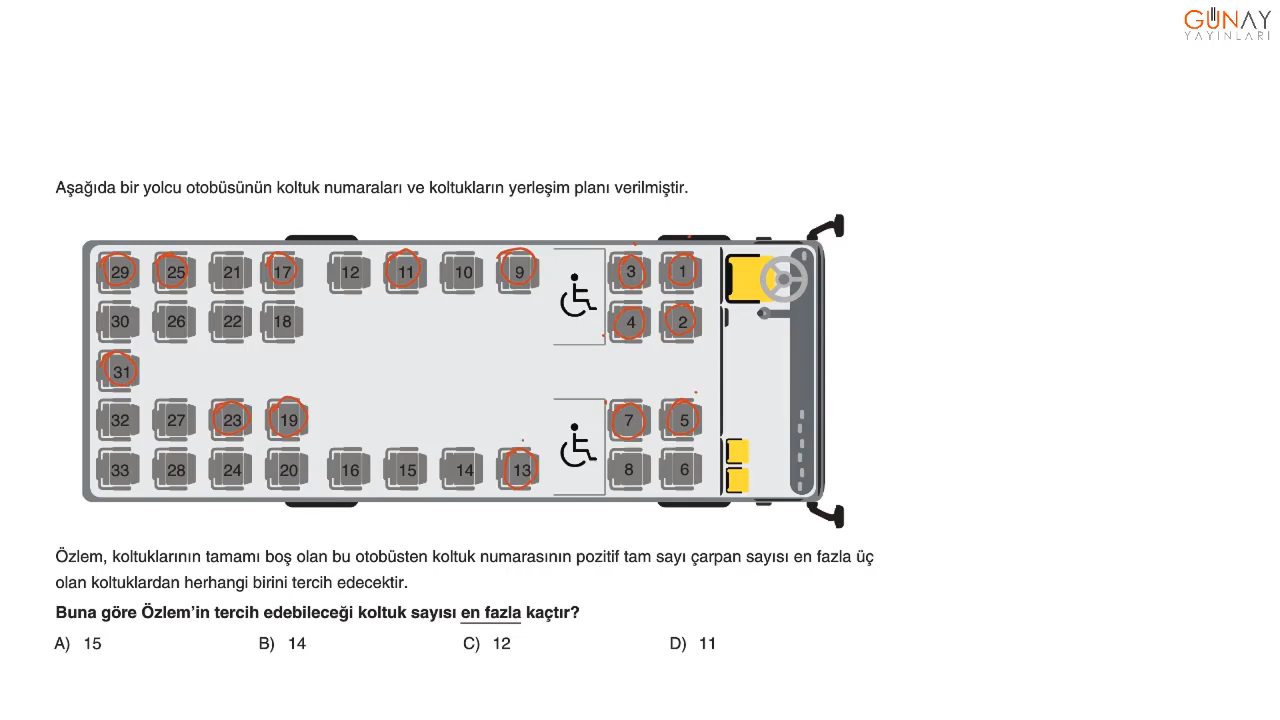 GÜNAY
YAYINLARI
Aşağıda bir yolcu otobüsünün koltuk numaraları ve koltukların yerleşim planı verilmiştir.
29 25 21 17 12 11 10 9 3 1
30 26 22 18 4 2
31
32 27 23 19 7 5
33 28 24 20 16 15 14 13 8 6
Özlem, koltuklarının tamamı boş olan bu otobüsten koltuk numarasının pozitif tam sayı çarpan sayısı en fazla üç
olan koltuklardan herhangi birini tercih edecektir.
Buna göre Özlem'in tercih edebileceği koltuk sayısı en fazla kaçtır?
A) 15 B) 14 C) 12 D) 11